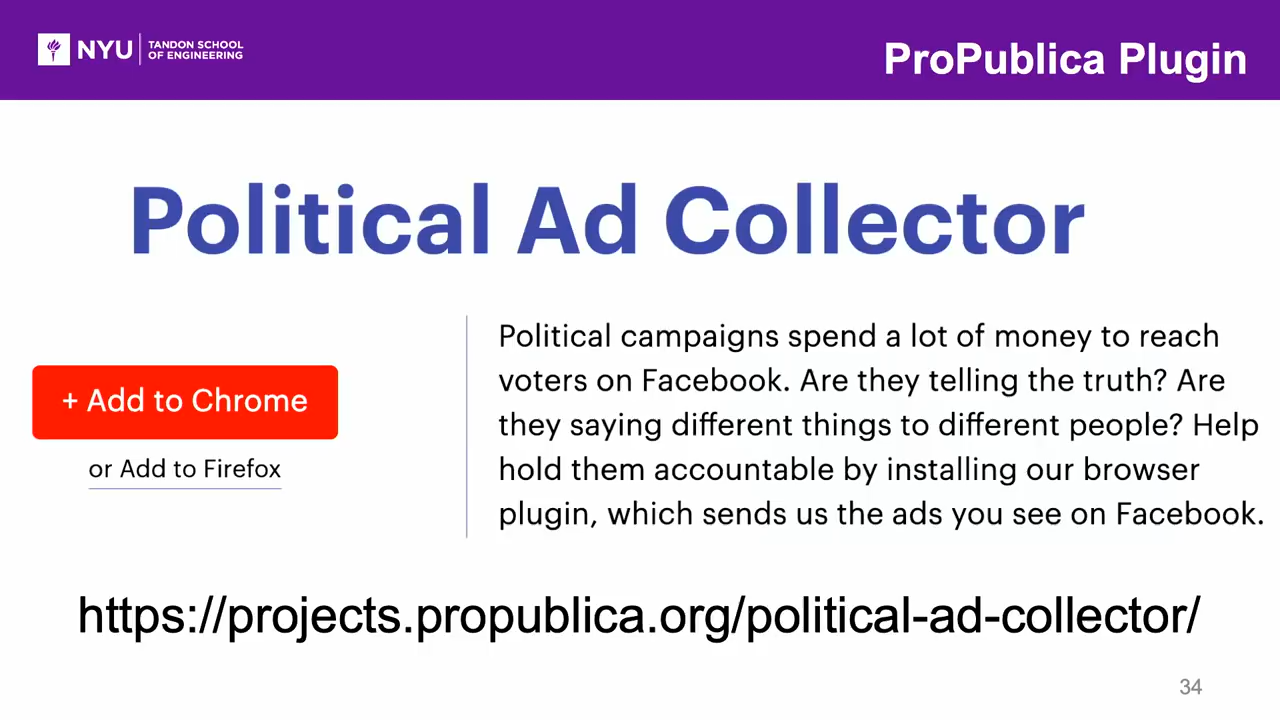 NYU TANDON SCHOOL OF ENGINEERING
ProPublica Plugin
Political Ad Collector
+ Add to Chrome
or Add to Firefox
Political campaigns spend a lot of money to reach
voters on Facebook. Are they telling the truth? Are
they saying different things to different people? Help
hold them accountable by installing our browser
plugin, which sends us the ads you see on Facebook.
https://projects.propublica.org/political-ad-collector/
34